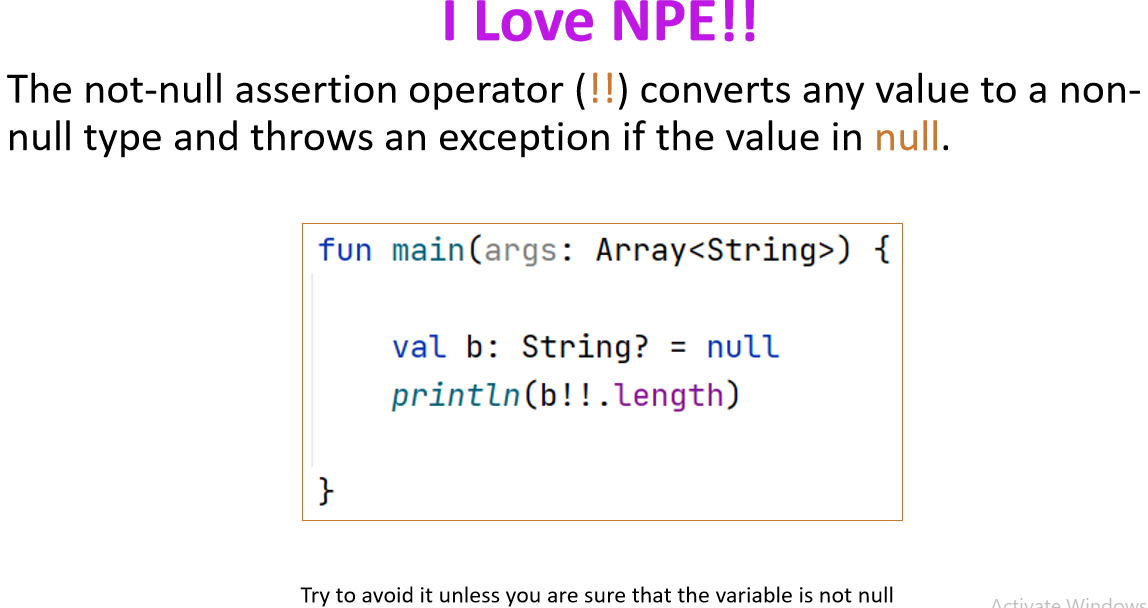 I Love NPE!!
The not-null assertion operator (!!) converts any value to a non-
null type and throws an exception if the value in null.
fun main(args: Array<String>) {
val b: String? = null
println(b!!.length)
}
Try to avoid it unless you are sure that the variable is not null
Activate Windows